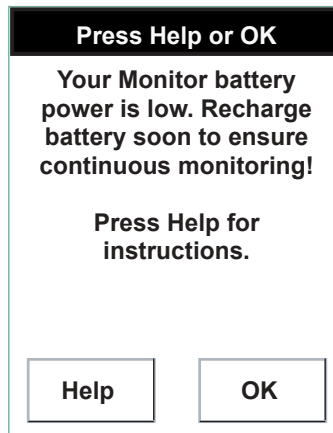 Press Help or OK
Your Monitor battery
power is low. Recharge
battery soon to ensure
continuous monitoring!
Press Help for
instructions.
Help
OK